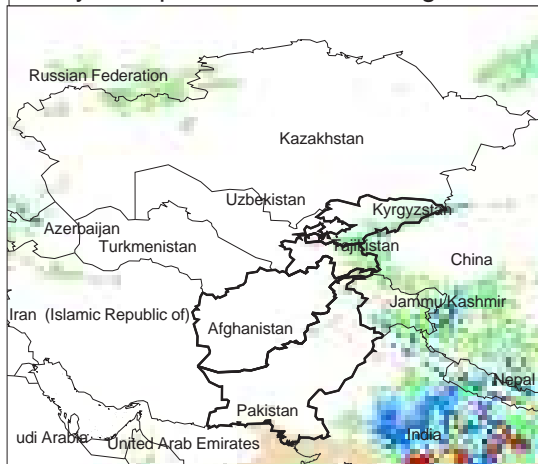 Russian Federation
Kazakhstan
Uzbekistan
Kyrgyzstan
Azerbaijan
Turkmenistan
Tajikistan
China
Iran (Islamic Republic of)
Jammu/Kashmir
Afghanistan
Nepal
Pakistan
udi Arabia
United Arab Emirates
India